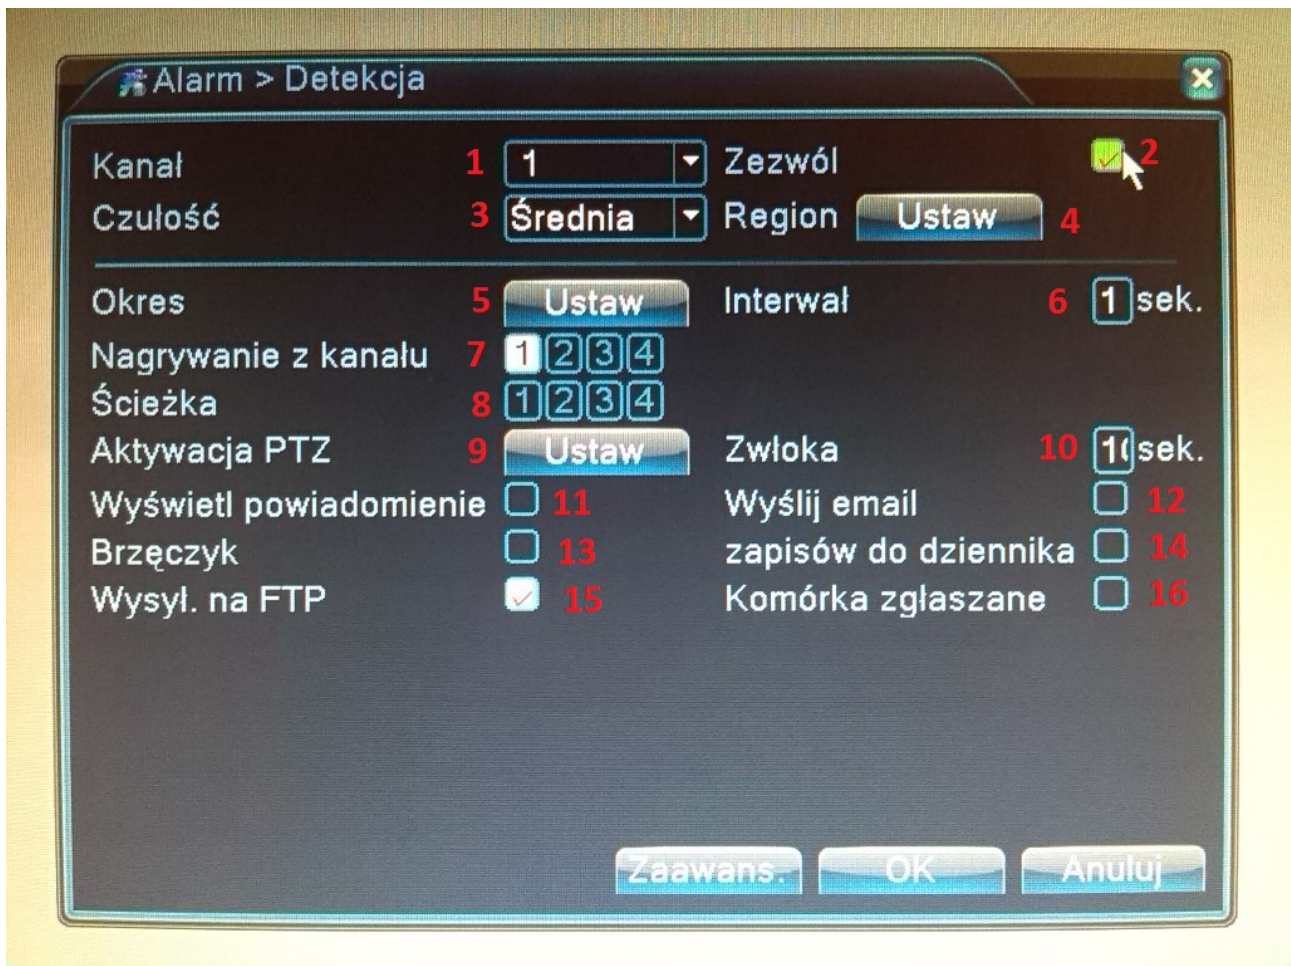 Alarm > Detekcja
Kanał 1 1 Zezwól 2
Czułość 3 Średnia Region Ustaw 4
Okres 5 Ustaw Interwał 6 1 sek.
Nagrywanie z kanału 7 1 2 3 4
Ścieżka 8 1 2 3 4
Aktywacja PTZ 9 Ustaw Zwłoka 10 10 sek.
Wyświetl powiadomienie 11 Wyślij email 12
Brzęczyk 13 zapisów do dziennika 14
Wysył. na FTP 15 Komórka zgłaszane 16
Zaawans. OK Anuluj